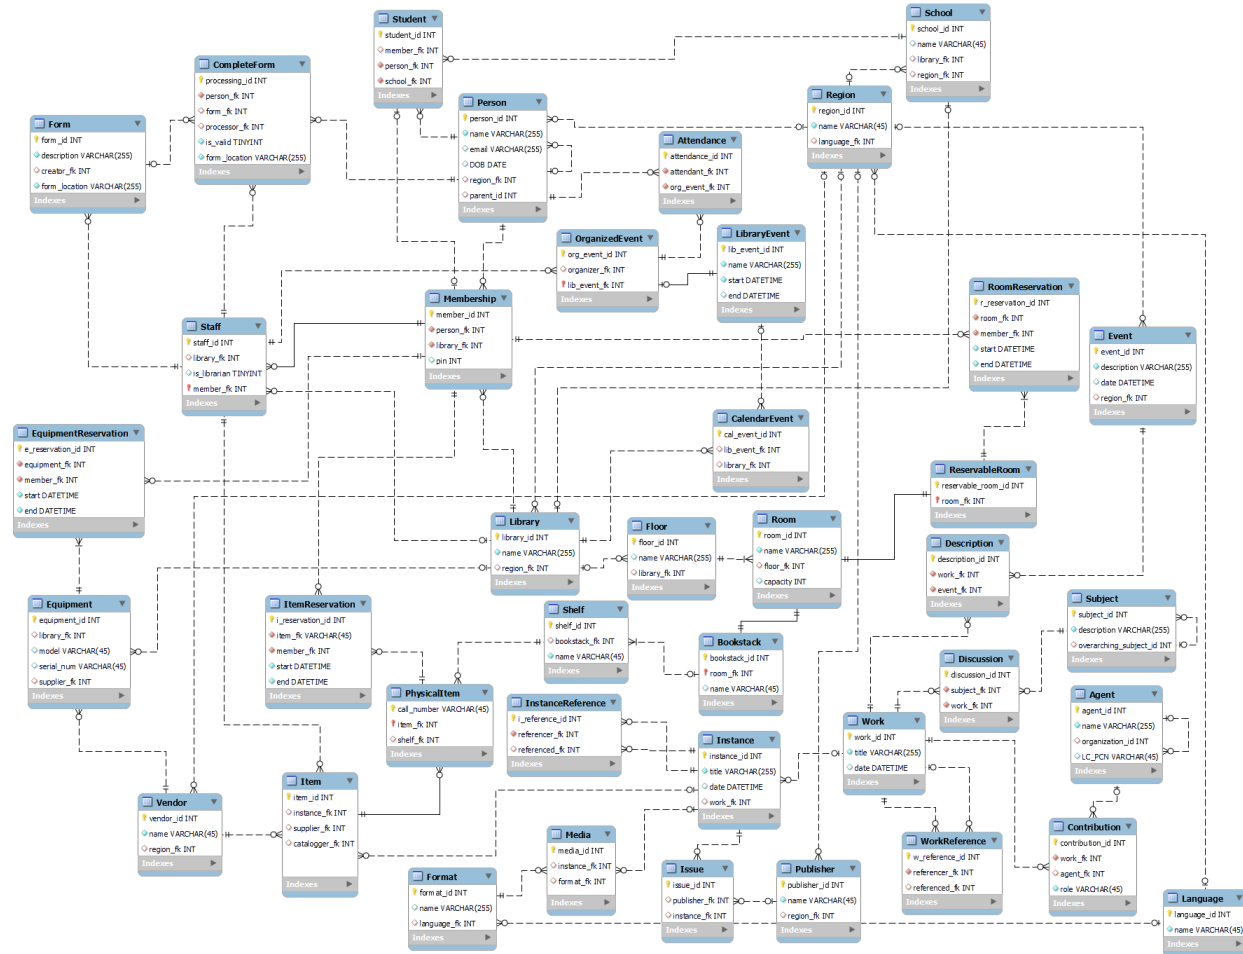 Student
student_id INT
member_fk INT
person_fk INT
school_fk INT
Indexes
School
school_id INT
name VARCHAR(45)
library_fk INT
region_fk INT
Indexes
CompleteForm
processing_id INT
person_fk INT
form_fk INT
processor_fk INT
is_valid TINYINT
form_location VARCHAR(255)
Indexes
Region
region_id INT
name VARCHAR(45)
language_fk INT
Indexes
Person
person_id INT
name VARCHAR(255)
email VARCHAR(255)
DOB DATE
region_fk INT
parent_id INT
Indexes
Form
form_id INT
description VARCHAR(255)
creator_fk INT
form_location VARCHAR(255)
Indexes
Attendance
attendance_id INT
attendant_fk INT
org_event_fk INT
Indexes
OrganizedEvent
org_event_id INT
organizer_fk INT
lib_event_fk INT
Indexes
LibraryEvent
lib_event_id INT
name VARCHAR(255)
start DATETIME
end DATETIME
Indexes
RoomReservation
r_reservation_id INT
room_fk INT
member_fk INT
start DATETIME
end DATETIME
Indexes
Membership
member_id INT
person_fk INT
library_fk INT
pin INT
Indexes
Staff
staff_id INT
library_fk INT
is_librarian TINYINT
member_fk INT
Indexes
Event
event_id INT
description VARCHAR(255)
date DATETIME
region_fk INT
Indexes
CalendarEvent
cal_event_id INT
lib_event_fk INT
library_fk INT
Indexes
EquipmentReservation
e_reservation_id INT
equipment_fk INT
member_fk INT
start DATETIME
end DATETIME
Indexes
ReservableRoom
reservable_room_id INT
room_fk INT
Indexes
Library
library_id INT
name VARCHAR(255)
region_fk INT
Indexes
Floor
floor_id INT
name VARCHAR(255)
library_fk INT
Indexes
Room
room_id INT
name VARCHAR(255)
floor_fk INT
capacity INT
Indexes
Description
description_id INT
work_fk INT
event_fk INT
Indexes
Equipment
equipment_id INT
library_fk INT
model VARCHAR(45)
serial_num VARCHAR(45)
supplier_fk INT
Indexes
ItemReservation
i_reservation_id INT
item_fk VARCHAR(45)
member_fk INT
start DATETIME
end DATETIME
Indexes
Shelf
shelf_id INT
bookstack_fk INT
name VARCHAR(45)
Indexes
Bookstack
bookstack_id INT
room_fk INT
name VARCHAR(45)
Indexes
Subject
subject_id INT
description VARCHAR(255)
overarching_subject_id INT
Indexes
Discussion
discussion_id INT
subject_fk INT
work_fk INT
Indexes
PhysicalItem
call_number VARCHAR(45)
item_fk INT
shelf_fk INT
Indexes
InstanceReference
i_reference_id INT
referencer_fk INT
referenced_fk INT
Indexes
Agent
agent_id INT
name VARCHAR(255)
organization_id INT
LC_PCN VARCHAR(45)
Indexes
Work
work_id INT
title VARCHAR(255)
date DATETIME
Indexes
Instance
instance_id INT
title VARCHAR(255)
date DATETIME
work_fk INT
Indexes
Item
item_id INT
instance_fk INT
supplier_fk INT
catalogger_fk INT
Indexes
Vendor
vendor_id INT
name VARCHAR(45)
region_fk INT
Indexes
Media
media_id INT
instance_fk INT
format_fk INT
Indexes
Contribution
contribution_id INT
work_fk INT
agent_fk INT
role VARCHAR(45)
Indexes
WorkReference
w_reference_id INT
referencer_fk INT
referenced_fk INT
Indexes
Format
format_id INT
name VARCHAR(255)
language_fk INT
Indexes
Issue
issue_id INT
publisher_fk INT
instance_fk INT
Indexes
Publisher
publisher_id INT
name VARCHAR(45)
region_fk INT
Indexes
Language
language_id INT
name VARCHAR(45)
Indexes